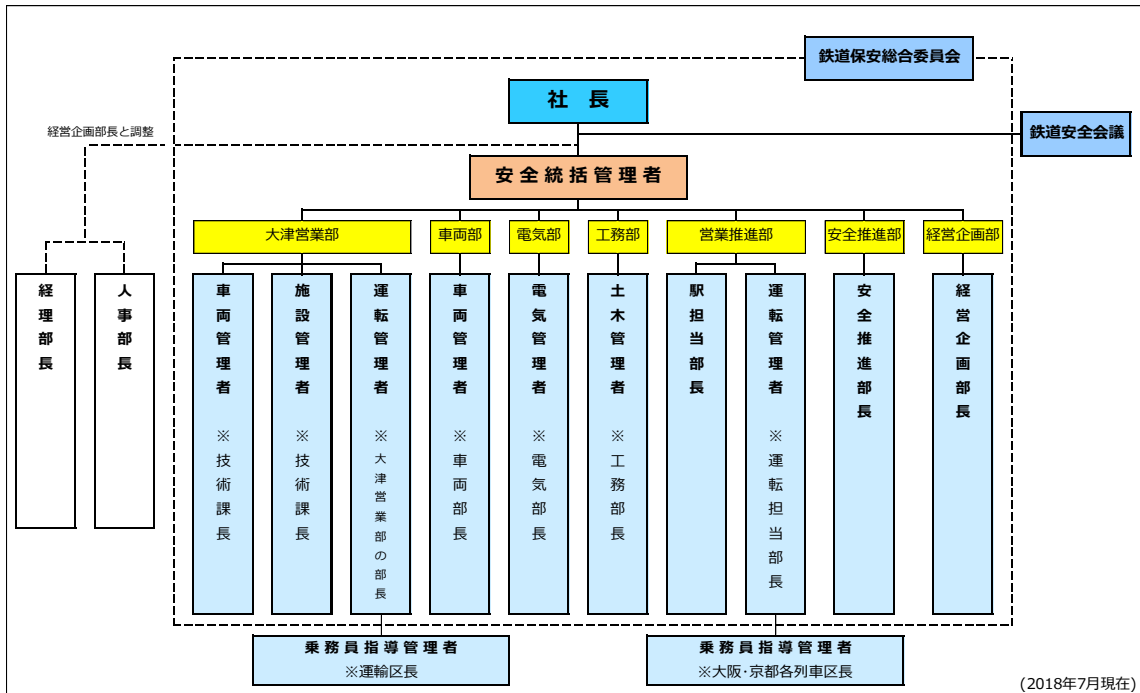 鉄道保安総合委員会
社 長
経営企画部長と調整
鉄道安全会議
安全統括管理者
大津営業部
車両部
電気部
工務部
営業推進部
安全推進部
経営企画部
経理部長
人事部長
車両管理者 ※技術課長
施設管理者 ※技術課長
運転管理者 ※大津営業部の部長
車両管理者 ※車両部長
電気管理者 ※電気部長
土木管理者 ※工務部長
駅担当部長
運転管理者 ※運転担当部長
安全推進部長
経営企画部長
乗務員指導管理者
※運輸区長
乗務員指導管理者
※大阪・京都各列車区長
(2018年7月現在)